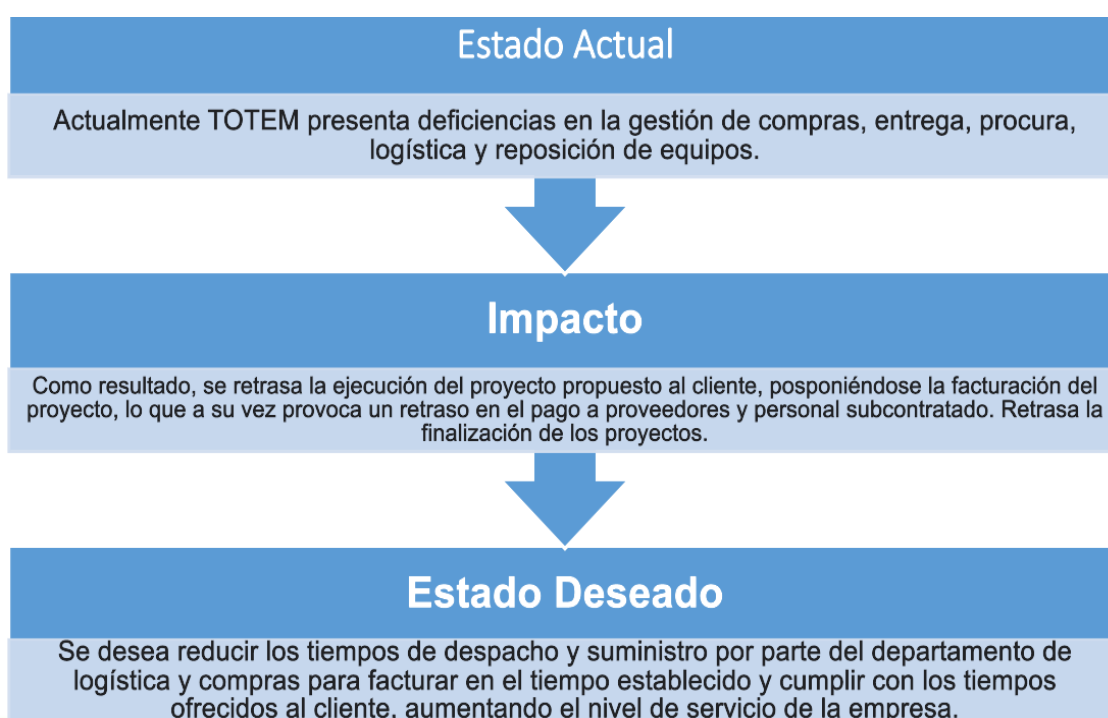 Estado Actual
Actualmente TOTEM presenta deficiencias en la gestión de compras, entrega, procura,
logística y reposición de equipos.
Impacto
Como resultado, se retrasa la ejecución del proyecto propuesto al cliente, posponiéndose la facturación del
proyecto, lo que a su vez provoca un retraso en el pago a proveedores y personal subcontratado. Retrasa la
finalización de los proyectos.
Estado Deseado
Se desea reducir los tiempos de despacho y suministro por parte del departamento de
logística y compras para facturar en el tiempo establecido y cumplir con los tiempos
ofrecidos al cliente, aumentando el nivel de servicio de la empresa.